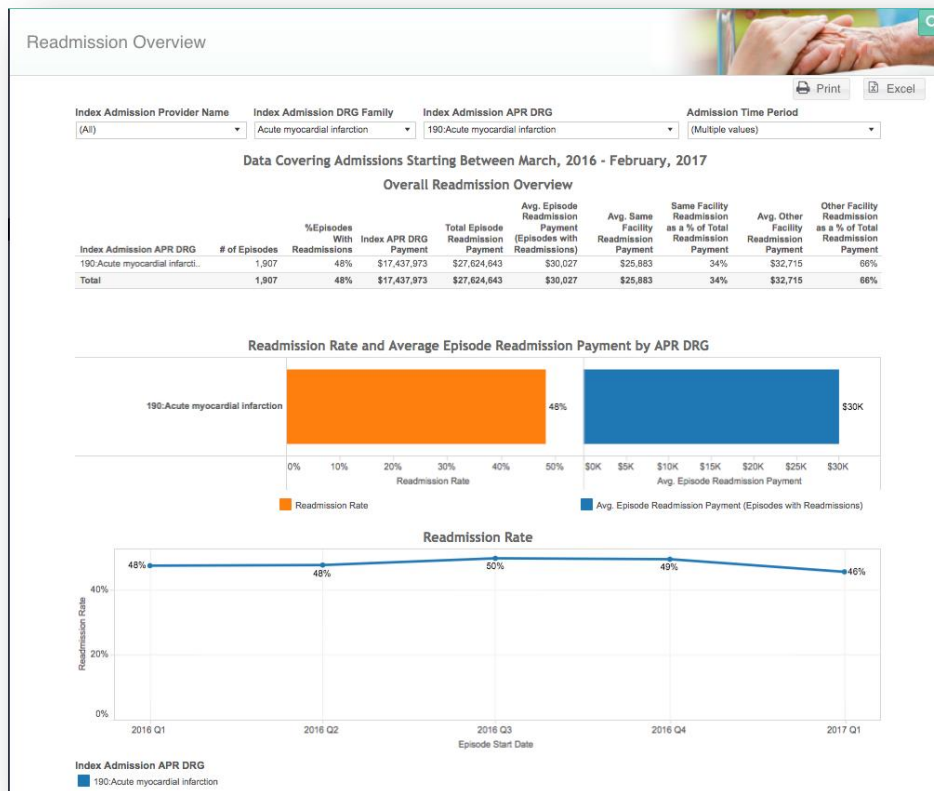 Readmission Overview
Print Excel
Index Admission Provider Name Index Admission DRG Family Index Admission APR DRG Admission Time Period
(All) Acute myocardial infarction 190:Acute myocardial infarction (Multiple values)
Data Covering Admissions Starting Between March, 2016 - February, 2017
Overall Readmission Overview
Index Admission APR DRG # of Episodes %Episodes With Readmissions Index APR DRG Payment Total Episode Readmission Payment Avg. Episode Readmission Payment (Episodes with Readmissions) Avg. Same Facility Readmission Payment Same Facility Readmission as a % of Total Readmission Payment Avg. Other Facility Readmission Payment Other Facility Readmission as a % of Total Readmission Payment
190:Acute myocardial infarcti.. 1,907 48% $17,437,973 $27,624,643 $30,027 $25,883 34% $32,715 66%
Total 1,907 48% $17,437,973 $27,624,643 $30,027 $25,883 34% $32,715 66%
Readmission Rate and Average Episode Readmission Payment by APR DRG
190:Acute myocardial infarction 48% $30K
0% 10% 20% 30% 40% 50% $0K $5K $10K $15K $20K $25K $30K
Readmission Rate Avg. Episode Readmission Payment
Readmission Rate Avg. Episode Readmission Payment (Episodes with Readmissions)
Readmission Rate
48% 48% 50% 49% 46%
40%
20%
0%
Readmission Rate
2016 Q1 2016 Q2 2016 Q3 2016 Q4 2017 Q1
Episode Start Date
Index Admission APR DRG
190:Acute myocardial infarction